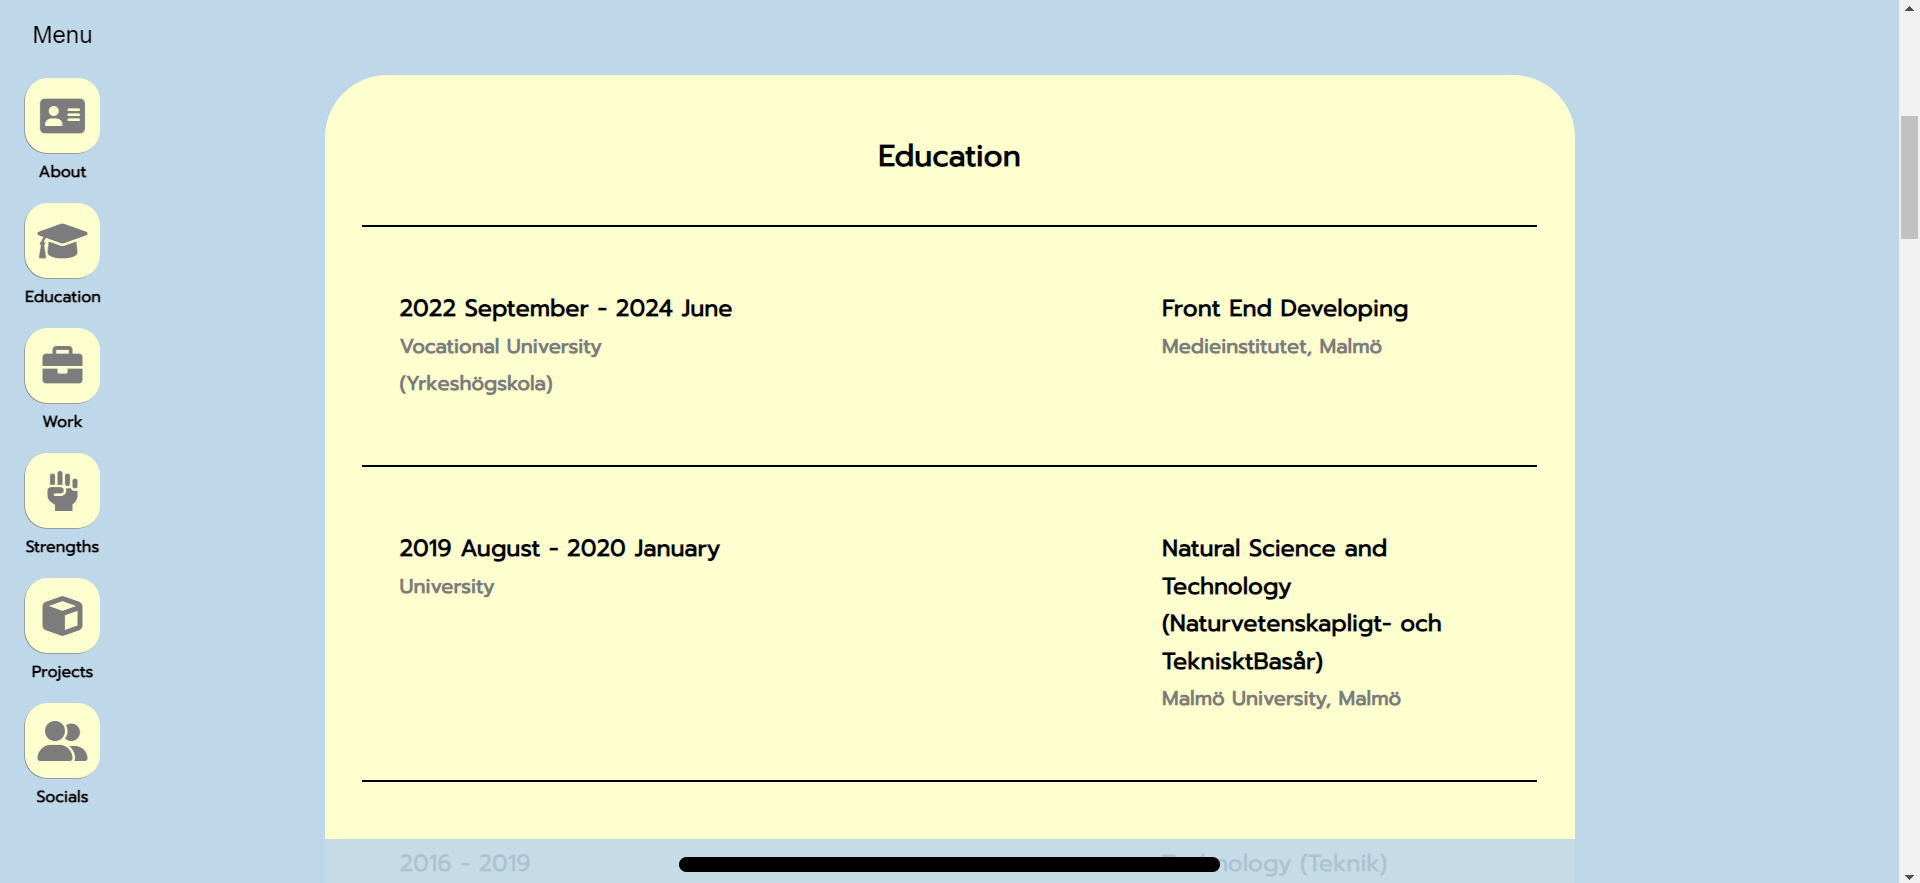 Menu
About
Education
Work
Strengths
Projects
Socials
Education
2022 September - 2024 June
Vocational University
(Yrkeshögskola)
Front End Developing
Medieinstitutet, Malmö
2019 August - 2020 January
University
Natural Science and
Technology
(Naturvetenskapligt- och
TeknisktBasår)
Malmö University, Malmö
2016 - 2019
(Teknik)